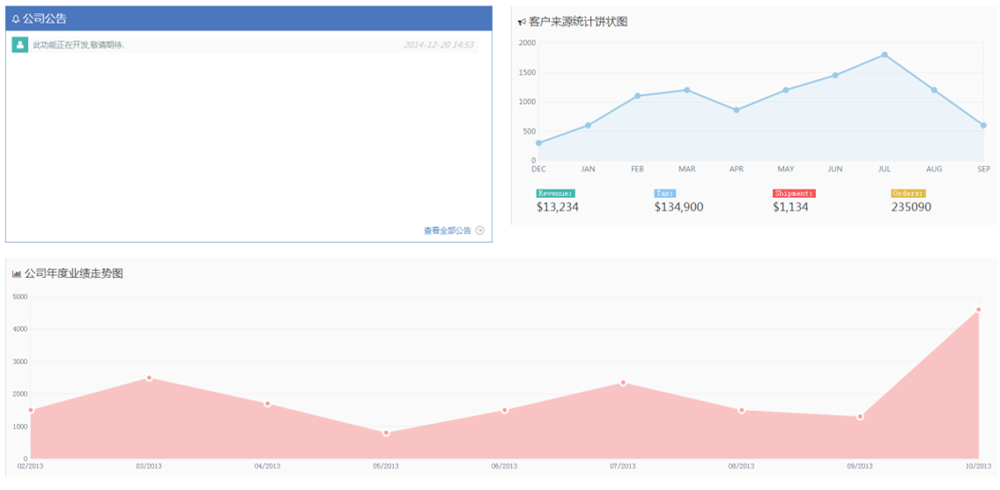 公司公告
此功能正在开发,敬请期待. 2014-12-20 14:53
查看全部公告
客户来源统计饼状图
2000
1500
1000
500
0
DEC JAN FEB MAR APR MAY JUN JUL AUG SEP
Revenue: Tax: Shipment: Orders:
$13,234 $134,900 $1,134 235090
公司年度业绩走势图
5000
4000
3000
2000
1000
0
02/2013 03/2013 04/2013 05/2013 06/2013 07/2013 08/2013 09/2013 10/2013